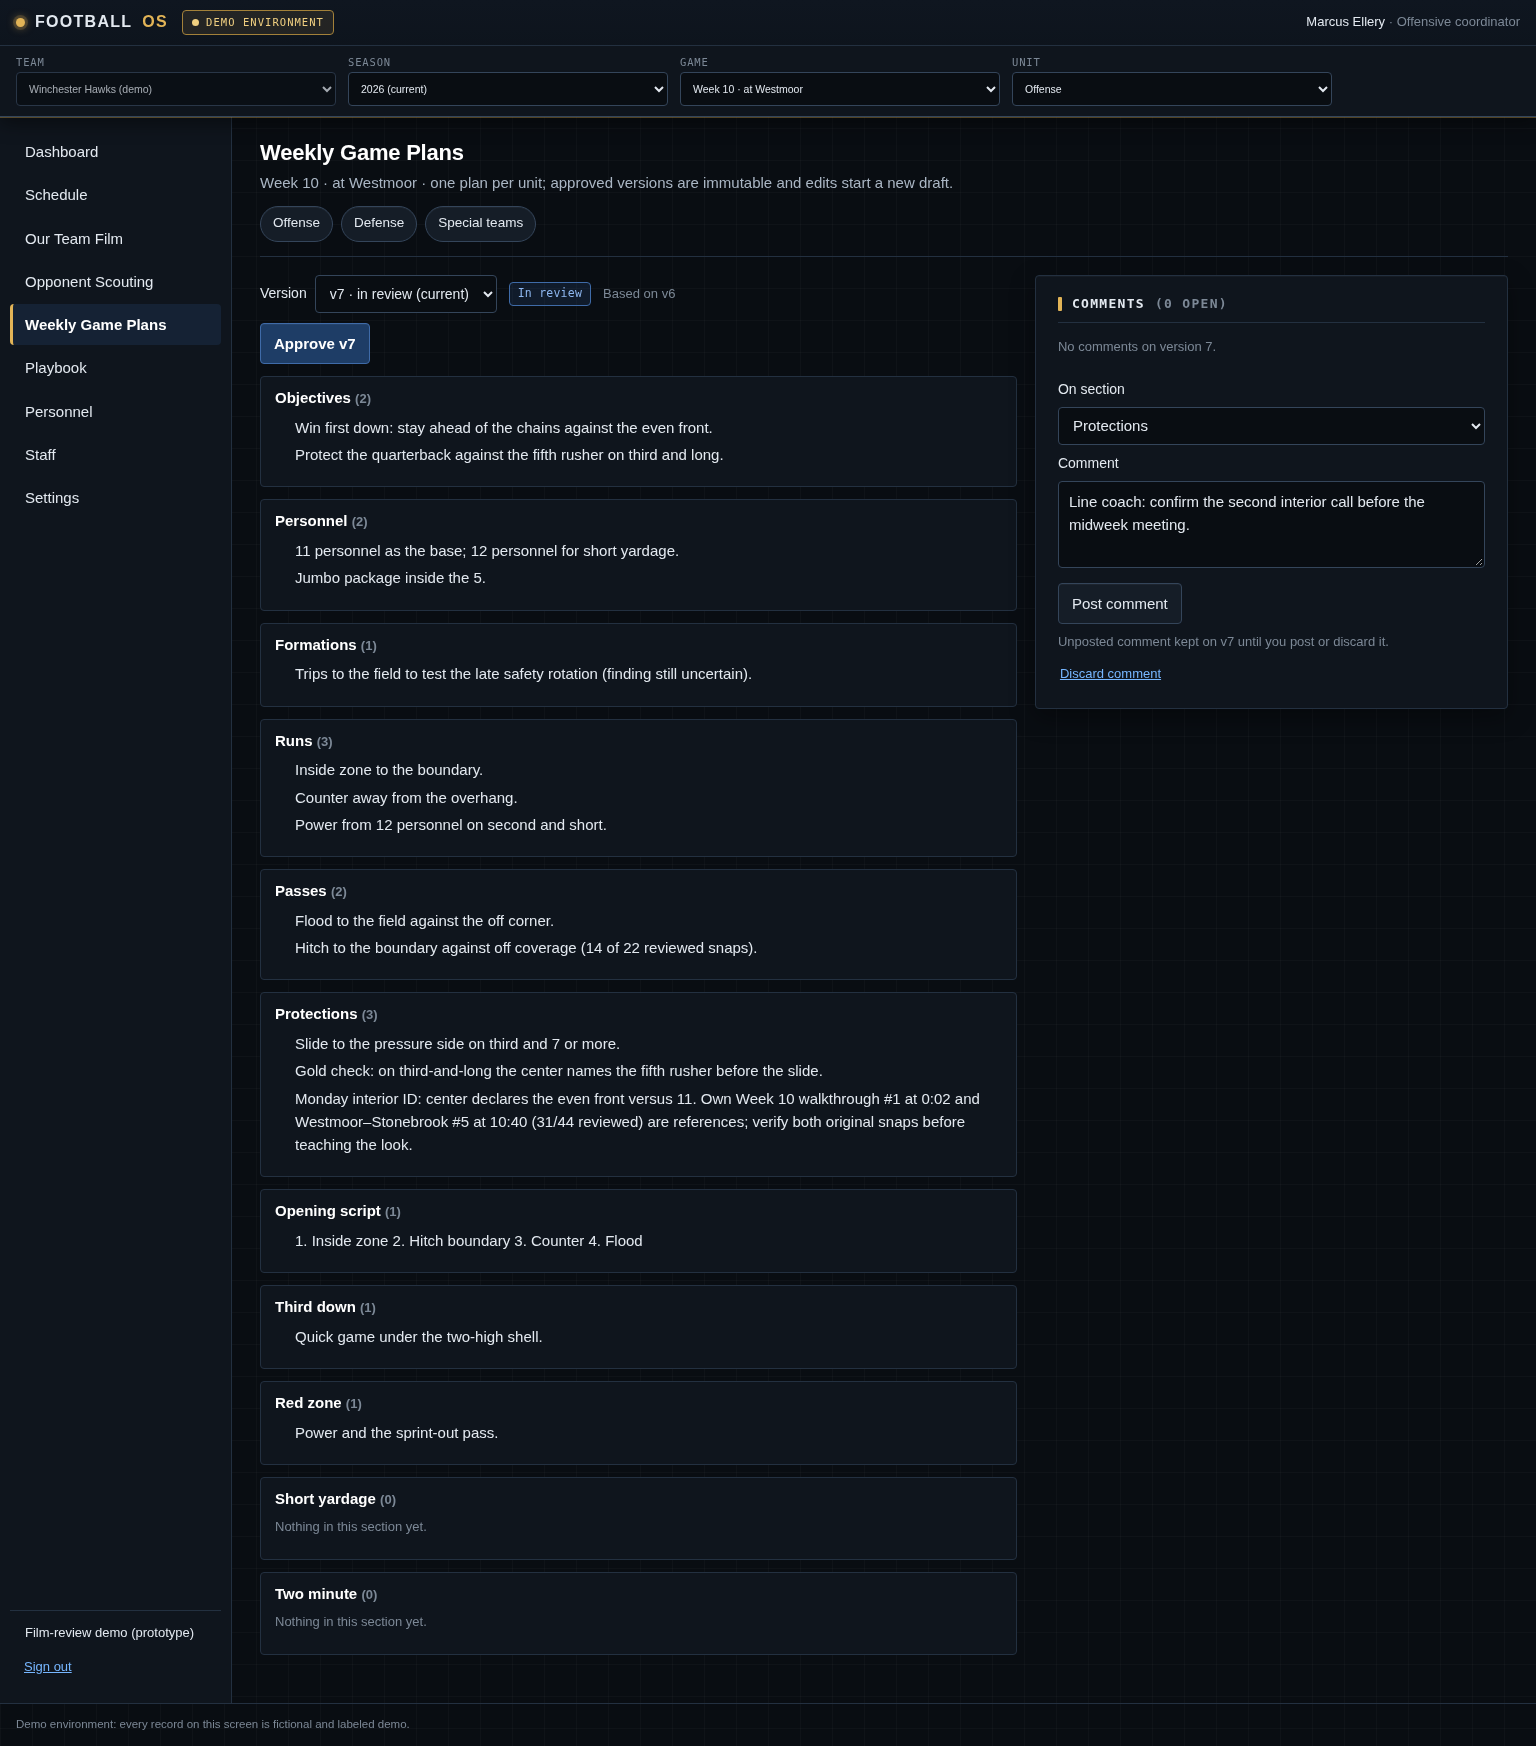 FOOTBALL OS
DEMO ENVIRONMENT
Marcus Ellery · Offensive coordinator
TEAM
Winchester Hawks (demo)
SEASON
2026 (current)
GAME
Week 10 · at Westmoor
UNIT
Offense
Dashboard
Schedule
Our Team Film
Opponent Scouting
Weekly Game Plans
Playbook
Personnel
Staff
Settings
Film-review demo (prototype)
Sign out
Weekly Game Plans
Week 10 · at Westmoor · one plan per unit; approved versions are immutable and edits start a new draft.
Offense
Defense
Special teams
Version
v7 · in review (current)
In review
Based on v6
Approve v7
Objectives (2)
Win first down: stay ahead of the chains against the even front.
Protect the quarterback against the fifth rusher on third and long.
Personnel (2)
11 personnel as the base; 12 personnel for short yardage.
Jumbo package inside the 5.
Formations (1)
Trips to the field to test the late safety rotation (finding still uncertain).
Runs (3)
Inside zone to the boundary.
Counter away from the overhang.
Power from 12 personnel on second and short.
Passes (2)
Flood to the field against the off corner.
Hitch to the boundary against off coverage (14 of 22 reviewed snaps).
Protections (3)
Slide to the pressure side on third and 7 or more.
Gold check: on third-and-long the center names the fifth rusher before the slide.
Monday interior ID: center declares the even front versus 11. Own Week 10 walkthrough #1 at 0:02 and
Westmoor–Stonebrook #5 at 10:40 (31/44 reviewed) are references; verify both original snaps before
teaching the look.
Opening script (1)
1. Inside zone 2. Hitch boundary 3. Counter 4. Flood
Third down (1)
Quick game under the two-high shell.
Red zone (1)
Power and the sprint-out pass.
Short yardage (0)
Nothing in this section yet.
Two minute (0)
Nothing in this section yet.
COMMENTS (0 OPEN)
No comments on version 7.
On section
Protections
Comment
Line coach: confirm the second interior call before the
midweek meeting.
Post comment
Unposted comment kept on v7 until you post or discard it.
Discard comment
Demo environment: every record on this screen is fictional and labeled demo.